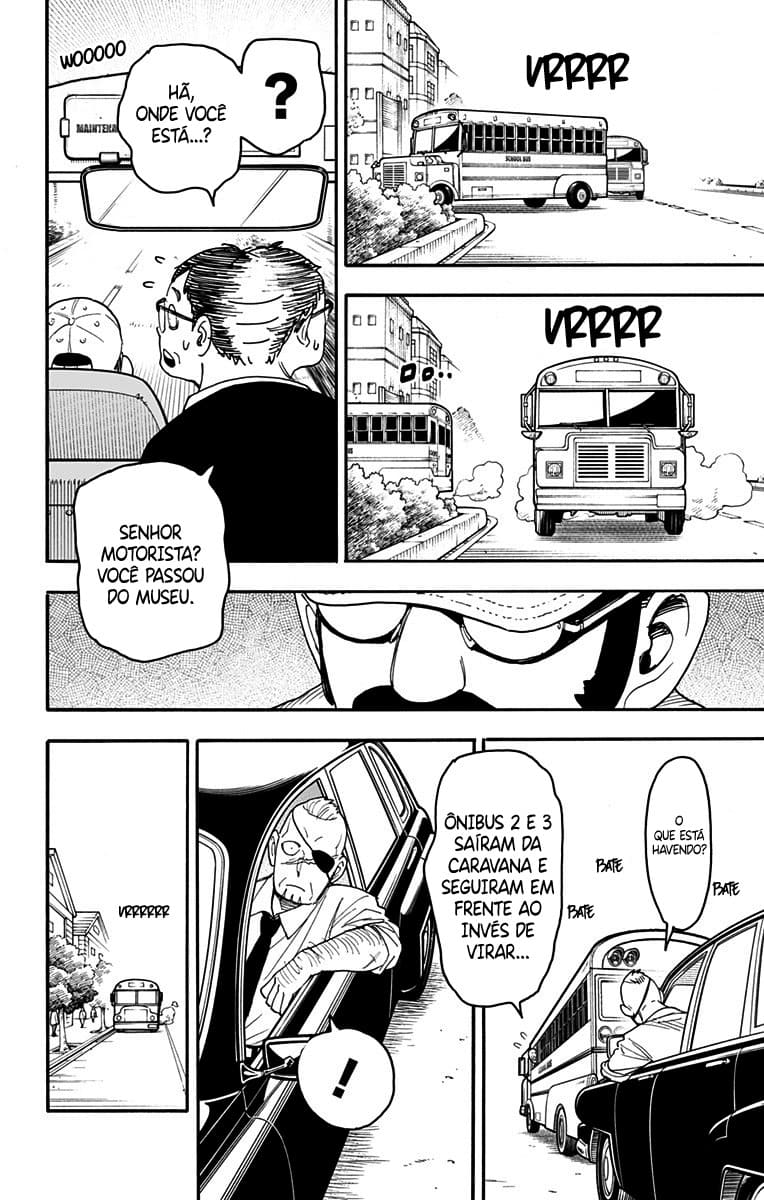 VRRRR
SCHOOL BUS
VRRRR
?
HÃ,
ONDE VOCÊ
ESTÁ...?
WOOOOO
MAINTENA
SENHOR
MOTORISTA?
VOCÊ PASSOU
DO MUSEU.
O
QUE ESTÁ
HAVENDO?
BATE
BATE
BATE
ÔNIBUS 2 E 3
SAÍRAM DA
CARAVANA E
SEGUIRAM EM
FRENTE AO
INVÉS DE
VIRAR...
!
VRRRRRR